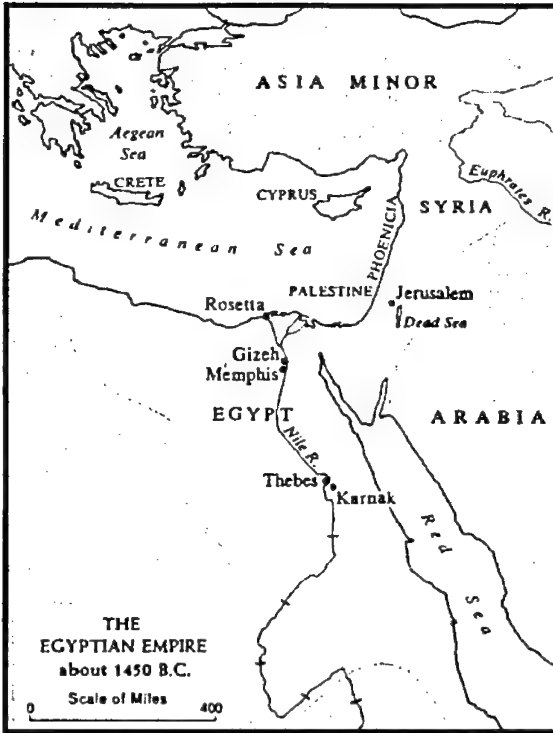 ASIA MINOR
Aegean
Sea
CRETE
CYPRUS
Euphrates R.
SYRIA
Mediterranean Sea
PHOENICIA
PALESTINE
Jerusalem
Rosetta
Dead Sea
Gizeh
Memphis
EGYPT
ARABIA
Nile R.
Thebes
Karnak
Red
Sea
THE
EGYPTIAN EMPIRE
about 1450 B.C.
Scale of Miles
0 400